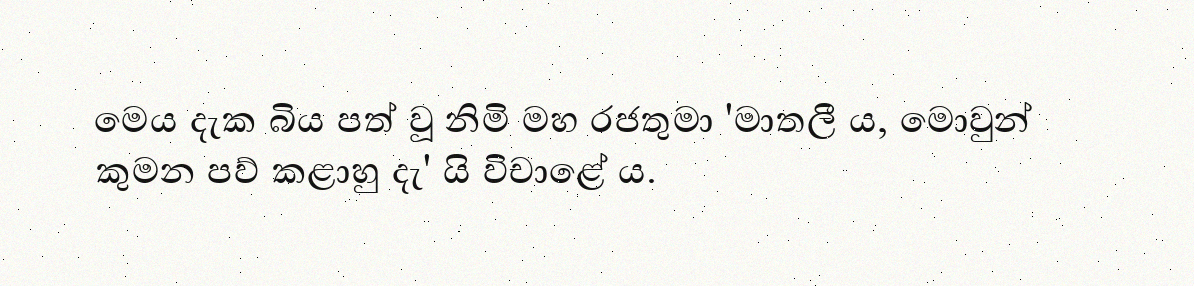 මෙය දැක බිය පත් වූ නිමි මහ රජතුමා 'මාතලී ය, මොවුන්
කුමන පව් කළාහු දැ' යි විචාළේ ය.